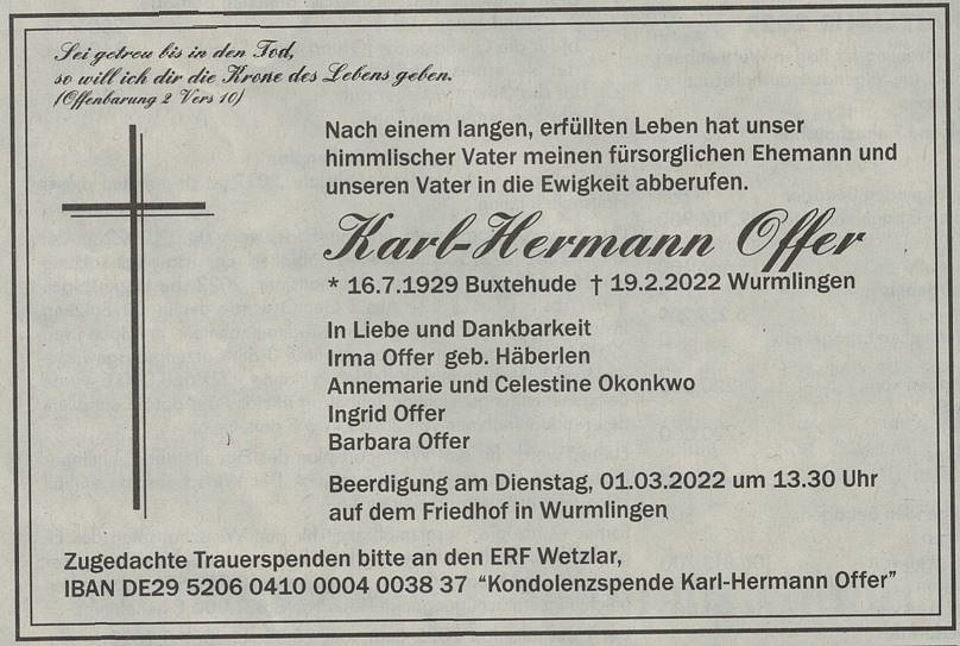 Sei getreu bis in den Tod,
so will ich dir die Krone des Lebens geben.
(Offenbarung 2 Vers 10)
Nach einem langen, erfüllten Leben hat unser
himmlischer Vater meinen fürsorglichen Ehemann und
unseren Vater in die Ewigkeit abberufen.
Karl-Hermann Offer
* 16.7.1929 Buxtehude † 19.2.2022 Wurmlingen
In Liebe und Dankbarkeit
Irma Offer geb. Häberlen
Annemarie und Celestine Okonkwo
Ingrid Offer
Barbara Offer
Beerdigung am Dienstag, 01.03.2022 um 13.30 Uhr
auf dem Friedhof in Wurmlingen
Zugedachte Trauerspenden bitte an den ERF Wetzlar,
IBAN DE29 5206 0410 0004 0038 37 “Kondolenzspende Karl-Hermann Offer”